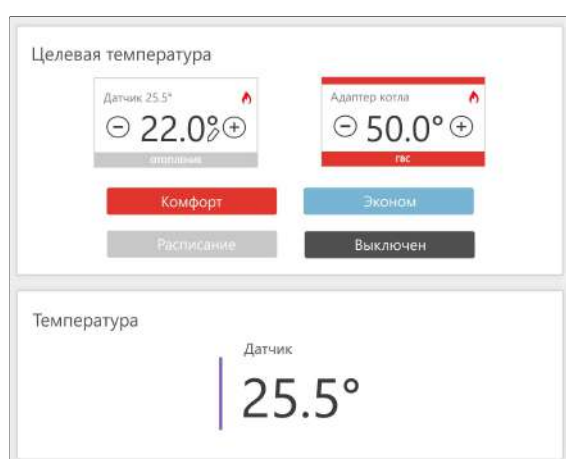 Целевая температура
Датчик 25.5°
22.0°
отопление
Адаптер котла
50.0°
ГВС
Комфорт
Эконом
Расписание
Выключен
Температура
Датчик
25.5°